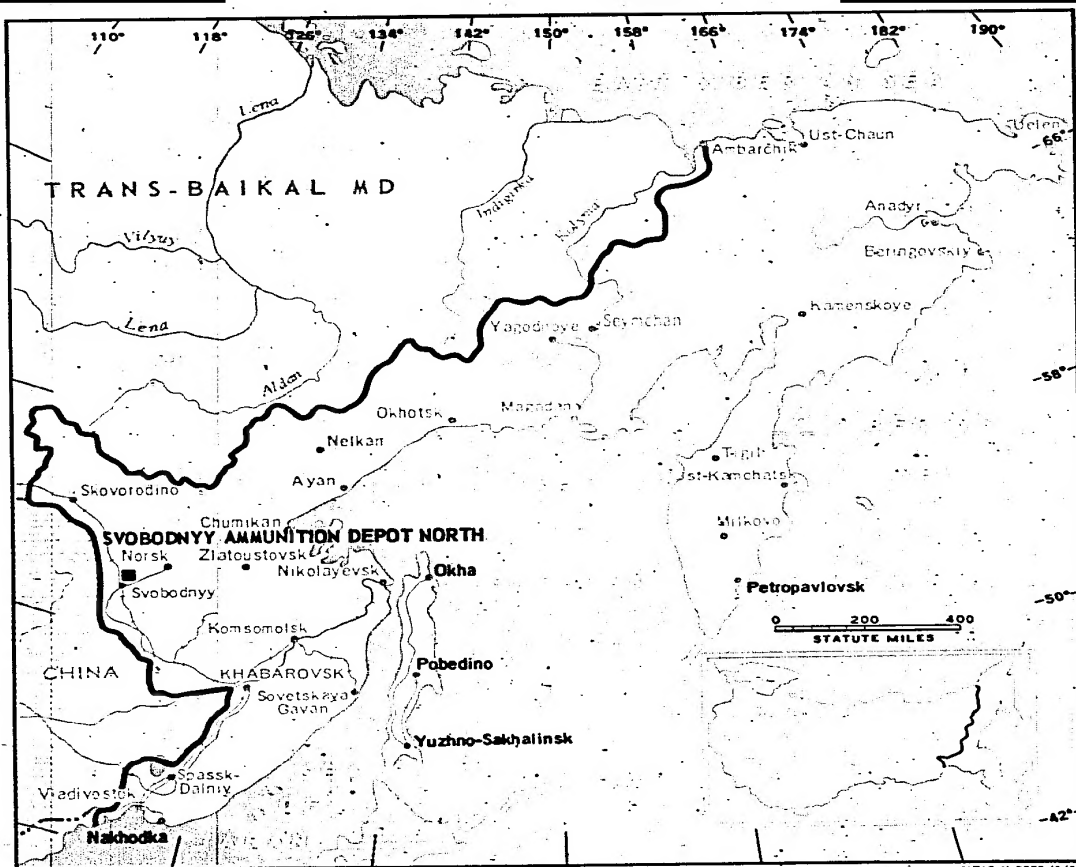 110° 118° 126° 134° 142° 150° 158° 166° 174° 182° 190°
Lena
Uelen
Ust-Chaun
-66°
Ambarchik
TRANS-BAIKAL MD
Indigirka
Kolyma
Anadyr
Vilyuy
Beringovskiy
Kamenskoye
Lena
Seymchan
Yagodnoye
-58°
Aldan
Magadan
Okhotsk
Nelkan
Tigil
Ust-Kamchatsk
Ayan
Skovorodino
Chumikan
Milkovo
SVOBODNYY AMMUNITION DEPOT NORTH
Norsk Zlatoustovsk
Nikolayevsk Okha
Petropavlovsk
Svobodnyy
-50°
0 200 400
STATUTE MILES
Komsomolsk
Pobedino
CHINA KHABAROVSK
Sovetskaya
Gavan
Yuzhno-Sakhalinsk
Spassk-
Dalniy
Vladivostok
-42°
Nakhodka